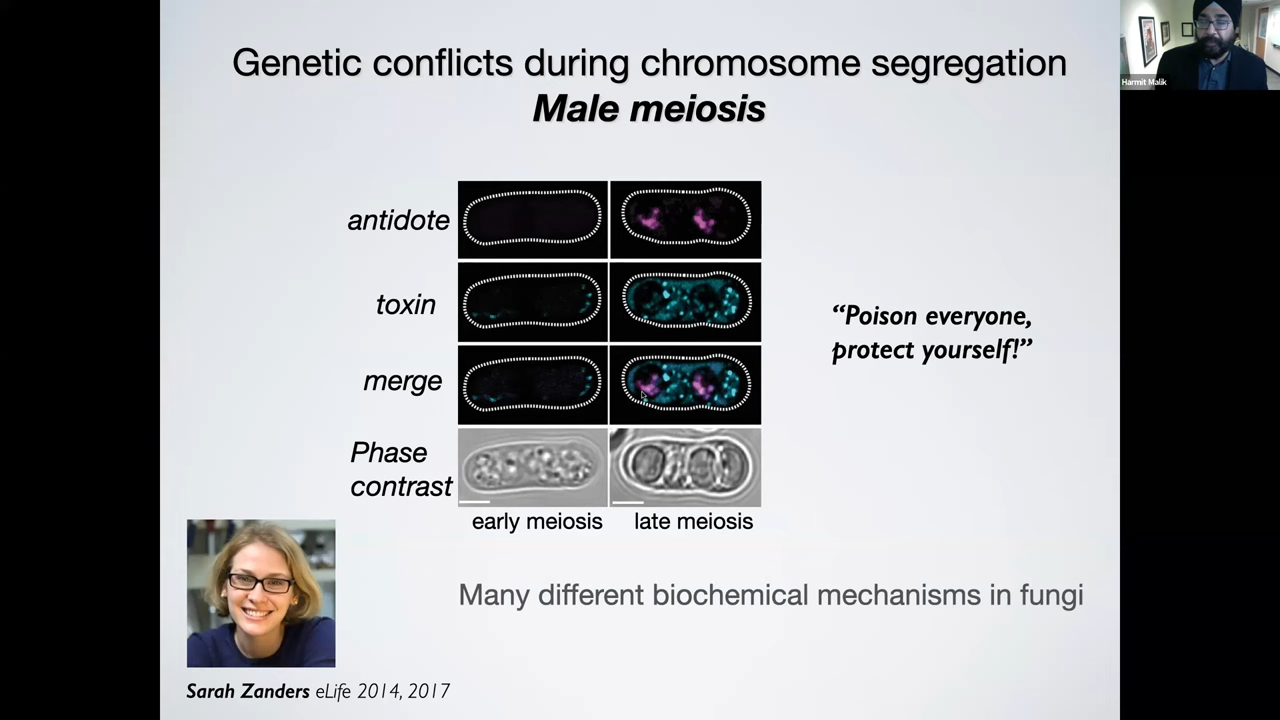 Harmit Malik
Genetic conflicts during chromosome segregation
Male meiosis
antidote
toxin
merge
Phase
contrast
early meiosis
late meiosis
“Poison everyone,
protect yourself!”
Many different biochemical mechanisms in fungi
Sarah Zanders eLife 2014, 2017